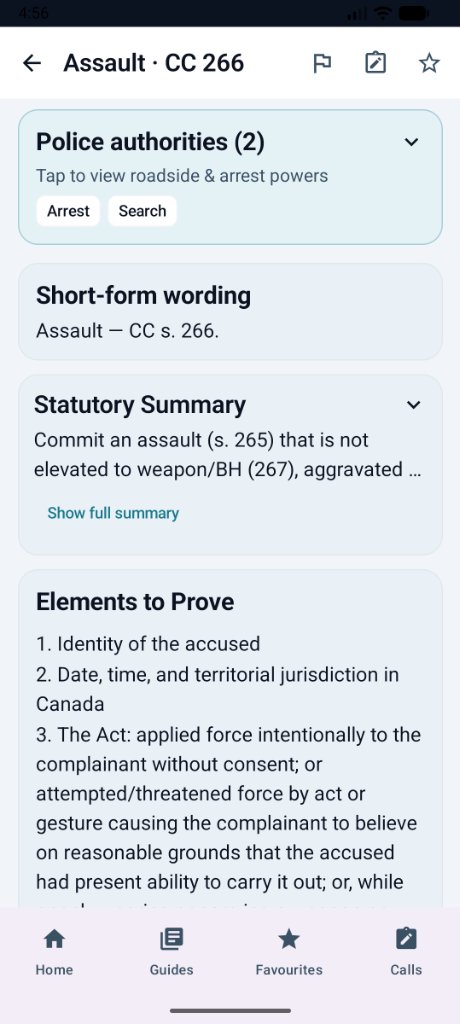 4:56
Assault · CC 266
Police authorities (2)
Tap to view roadside & arrest powers
Arrest Search
Short-form wording
Assault — CC s. 266.
Statutory Summary
Commit an assault (s. 265) that is not
elevated to weapon/BH (267), aggravated ...
Show full summary
Elements to Prove
1. Identity of the accused
2. Date, time, and territorial jurisdiction in
Canada
3. The Act: applied force intentionally to the
complainant without consent; or
attempted/threatened force by act or
gesture causing the complainant to believe
on reasonable grounds that the accused
had present ability to carry it out; or, while
Home Guides Favourites Calls